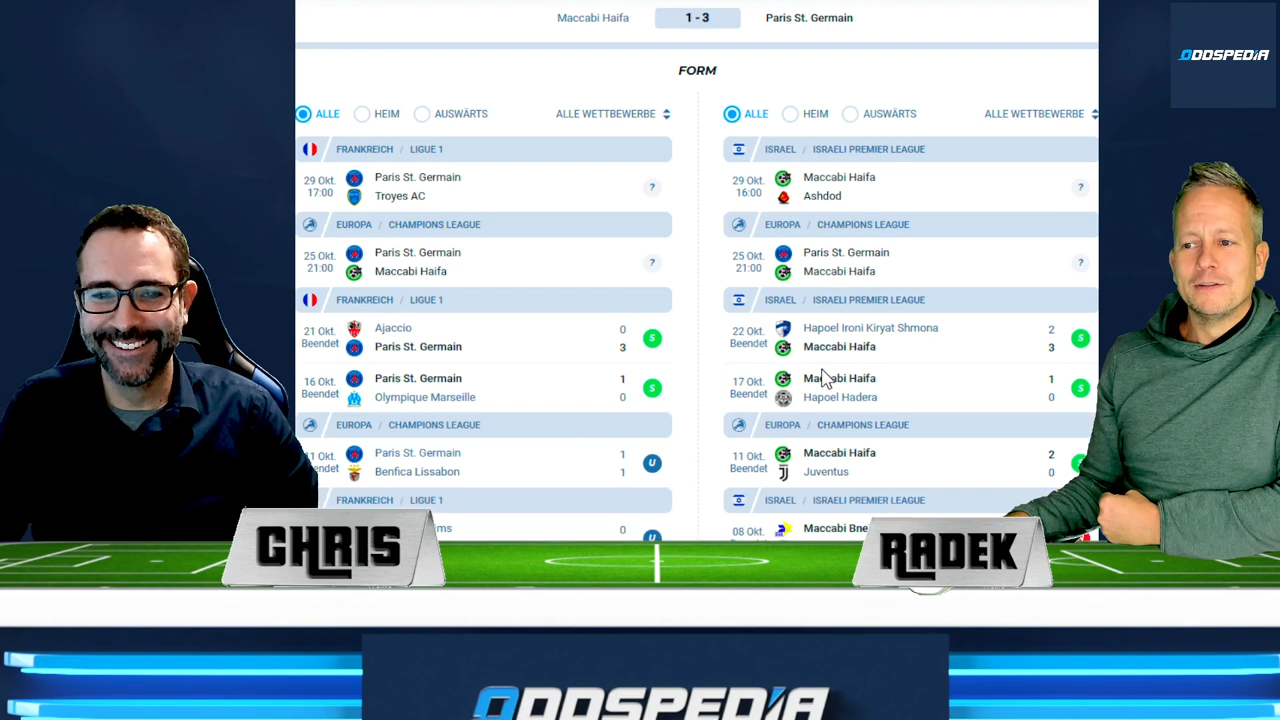 Maccabi Haifa 1 - 3 Paris St. Germain
ODDSPEDIA
FORM
ALLE HEIM AUSWÄRTS ALLE WETTBEWERBE
FRANKREICH / LIGUE 1
29 Okt. 17:00
Paris St. Germain
Troyes AC
?
EUROPA / CHAMPIONS LEAGUE
25 Okt. 21:00
Paris St. Germain
Maccabi Haifa
?
FRANKREICH / LIGUE 1
21 Okt. Beendet
Ajaccio 0
Paris St. Germain 3
S
16 Okt. Beendet
Paris St. Germain 1
Olympique Marseille 0
S
EUROPA / CHAMPIONS LEAGUE
Okt.
Beendet
Paris St. Germain 1
Benfica Lissabon 1
U
FRANKREICH / LIGUE 1
0
U
ALLE HEIM AUSWÄRTS ALLE WETTBEWERBE
ISRAEL / ISRAELI PREMIER LEAGUE
29 Okt. 16:00
Maccabi Haifa
Ashdod
?
EUROPA / CHAMPIONS LEAGUE
25 Okt. 21:00
Paris St. Germain
Maccabi Haifa
?
ISRAEL / ISRAELI PREMIER LEAGUE
22 Okt. Beendet
Hapoel Ironi Kiryat Shmona 2
Maccabi Haifa 3
S
17 Okt. Beendet
Maccabi Haifa 1
Hapoel Hadera 0
S
EUROPA / CHAMPIONS LEAGUE
11 Okt. Beendet
Maccabi Haifa 2
Juventus 0
ISRAEL / ISRAELI PREMIER LEAGUE
08 Okt.
Maccabi Bne
CHRIS
RADEK
ODDSPEDIA